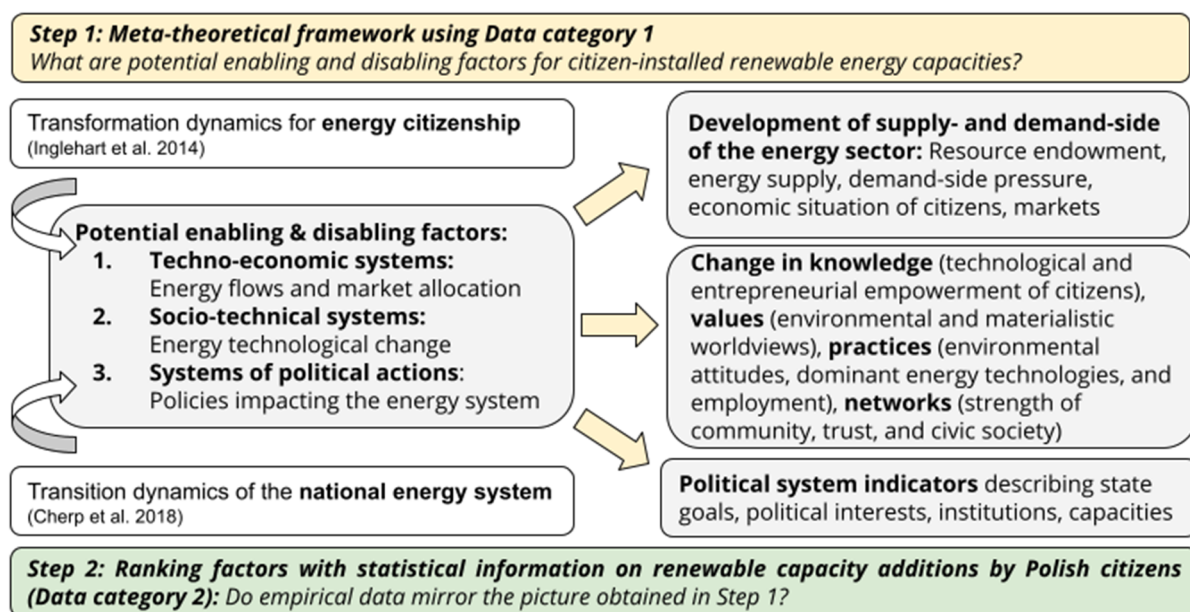 Step 1: Meta-theoretical framework using Data category 1
What are potential enabling and disabling factors for citizen-installed renewable energy capacities?
Transformation dynamics for energy citizenship
(Inglehart et al. 2014)
Potential enabling & disabling factors:
1. Techno-economic systems:
Energy flows and market allocation
2. Socio-technical systems:
Energy technological change
3. Systems of political actions:
Policies impacting the energy system
Transition dynamics of the national energy system
(Cherp et al. 2018)
Development of supply- and demand-side
of the energy sector: Resource endowment,
energy supply, demand-side pressure,
economic situation of citizens, markets
Change in knowledge (technological and
entrepreneurial empowerment of citizens),
values (environmental and materialistic
worldviews), practices (environmental
attitudes, dominant energy technologies, and
employment), networks (strength of
community, trust, and civic society)
Political system indicators describing state
goals, political interests, institutions, capacities
Step 2: Ranking factors with statistical information on renewable capacity additions by Polish citizens
(Data category 2): Do empirical data mirror the picture obtained in Step 1?